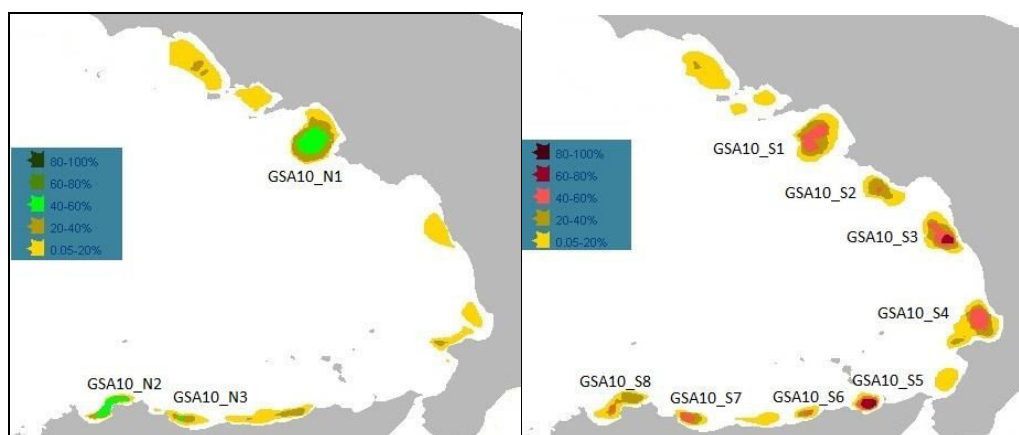 80-100%
60-80%
40-60%
20-40%
0.05-20%
GSA10_N1
GSA10_N2
GSA10_N3
80-100%
60-80%
40-60%
20-40%
0.05-20%
GSA10_S1
GSA10_S2
GSA10_S3
GSA10_S4
GSA10_S5
GSA10_S8
GSA10_S7
GSA10_S6